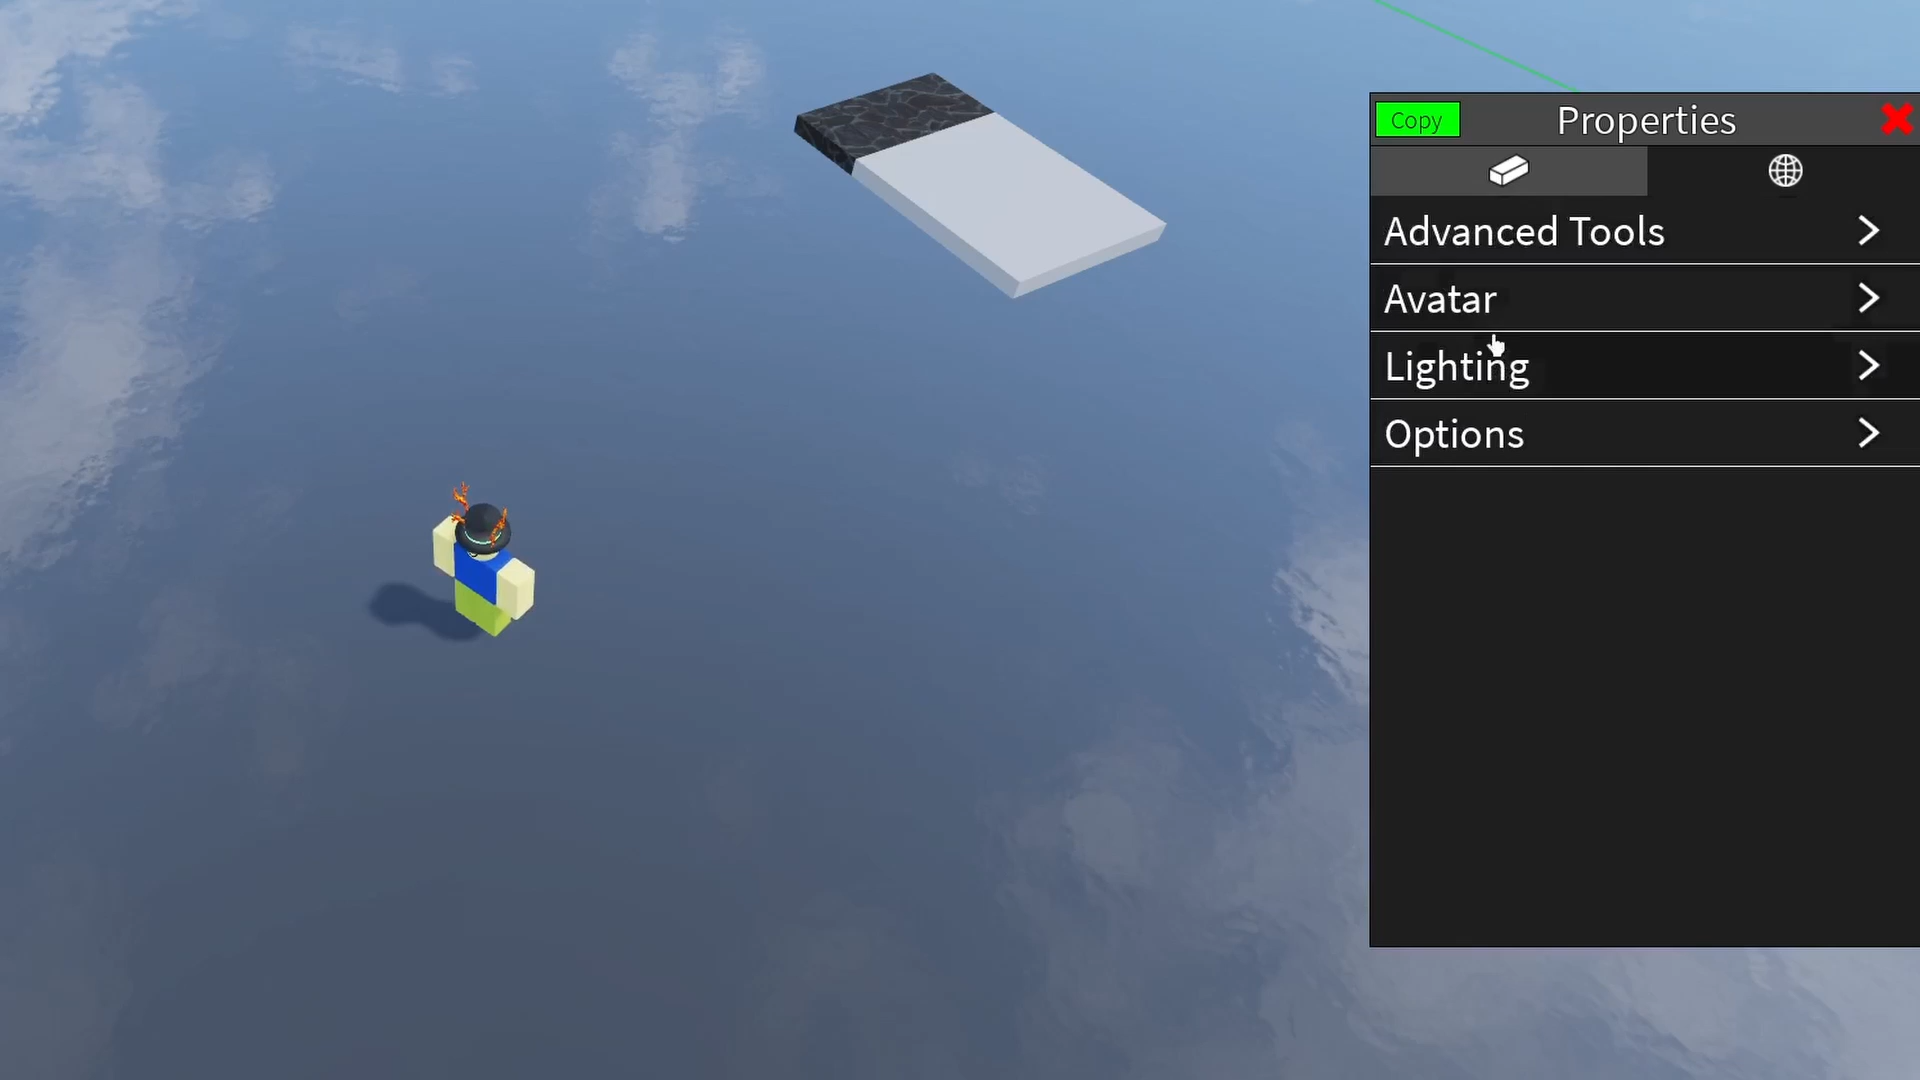 Copy
Properties
Advanced Tools
Avatar
Lighting
Options